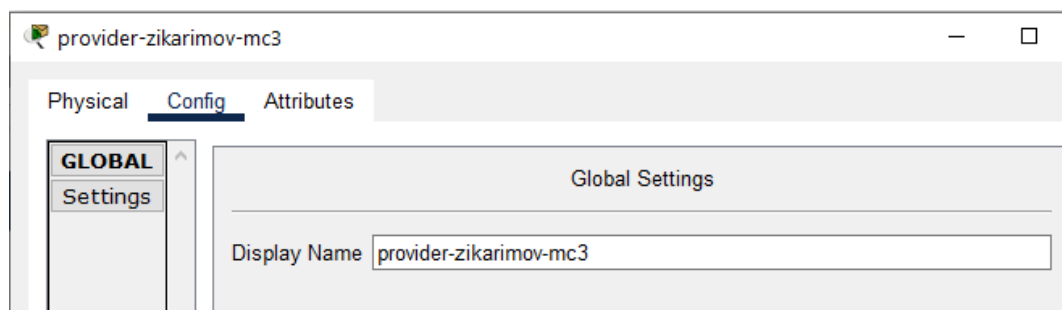 provider-zikarimov-mc3
Physical Config Attributes
GLOBAL
Settings
Global Settings
Display Name provider-zikarimov-mc3